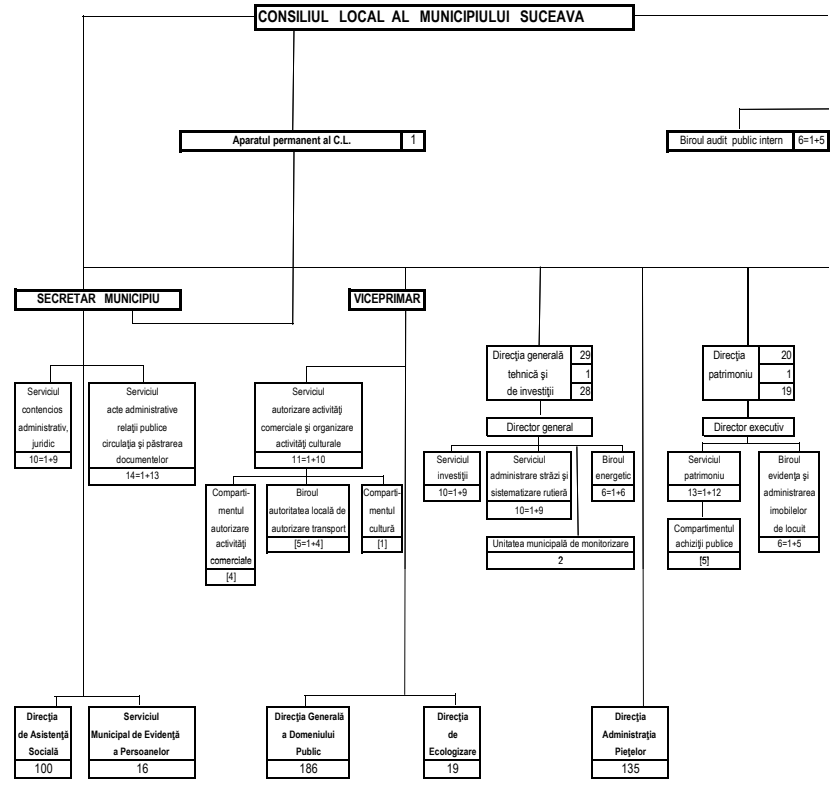 CONSILIUL LOCAL AL MUNICIPIULUI SUCEAVA
Aparatul permanent al C.L. 1
Biroul audit public intern 6=1+5
SECRETAR MUNICIPIU
VICEPRIMAR
Direcţia generală 29
tehnică şi 1
de investiţii 28
Direcţia 20
patrimoniu 1
19
Serviciul
contencios
administrativ,
juridic
10=1+9
Serviciul
acte administrative
relaţii publice
circulaţia şi păstrarea
documentelor
14=1+13
Serviciul
autorizare activităţi
comerciale şi organizare
activităţi culturale
11=1+10
Director general
Director executiv
Serviciul
investiţii
10=1+9
Serviciul
administrare străzi şi
sistematizare rutieră
10=1+9
Biroul
energetic
6=1+6
Serviciul
patrimoniu
13=1+12
Biroul
evidenţa şi
administrarea
imobilelor
de locuit
6=1+5
Comparti-
mentul
autorizare
activităţi
comerciale
[4]
Biroul
autoritatea locală de
autorizare transport
[5=1+4]
Comparti-
mentul
cultură
[1]
Unitatea municipală de monitorizare
2
Compartimentul
achiziţii publice
[5]
Direcţia
de Asistenţă
Socială
100
Serviciul
Municipal de Evidenţă
a Persoanelor
16
Direcţia Generală
a Domeniului
Public
186
Direcţia
de
Ecologizare
19
Direcţia
Administraţia
Pieţelor
135